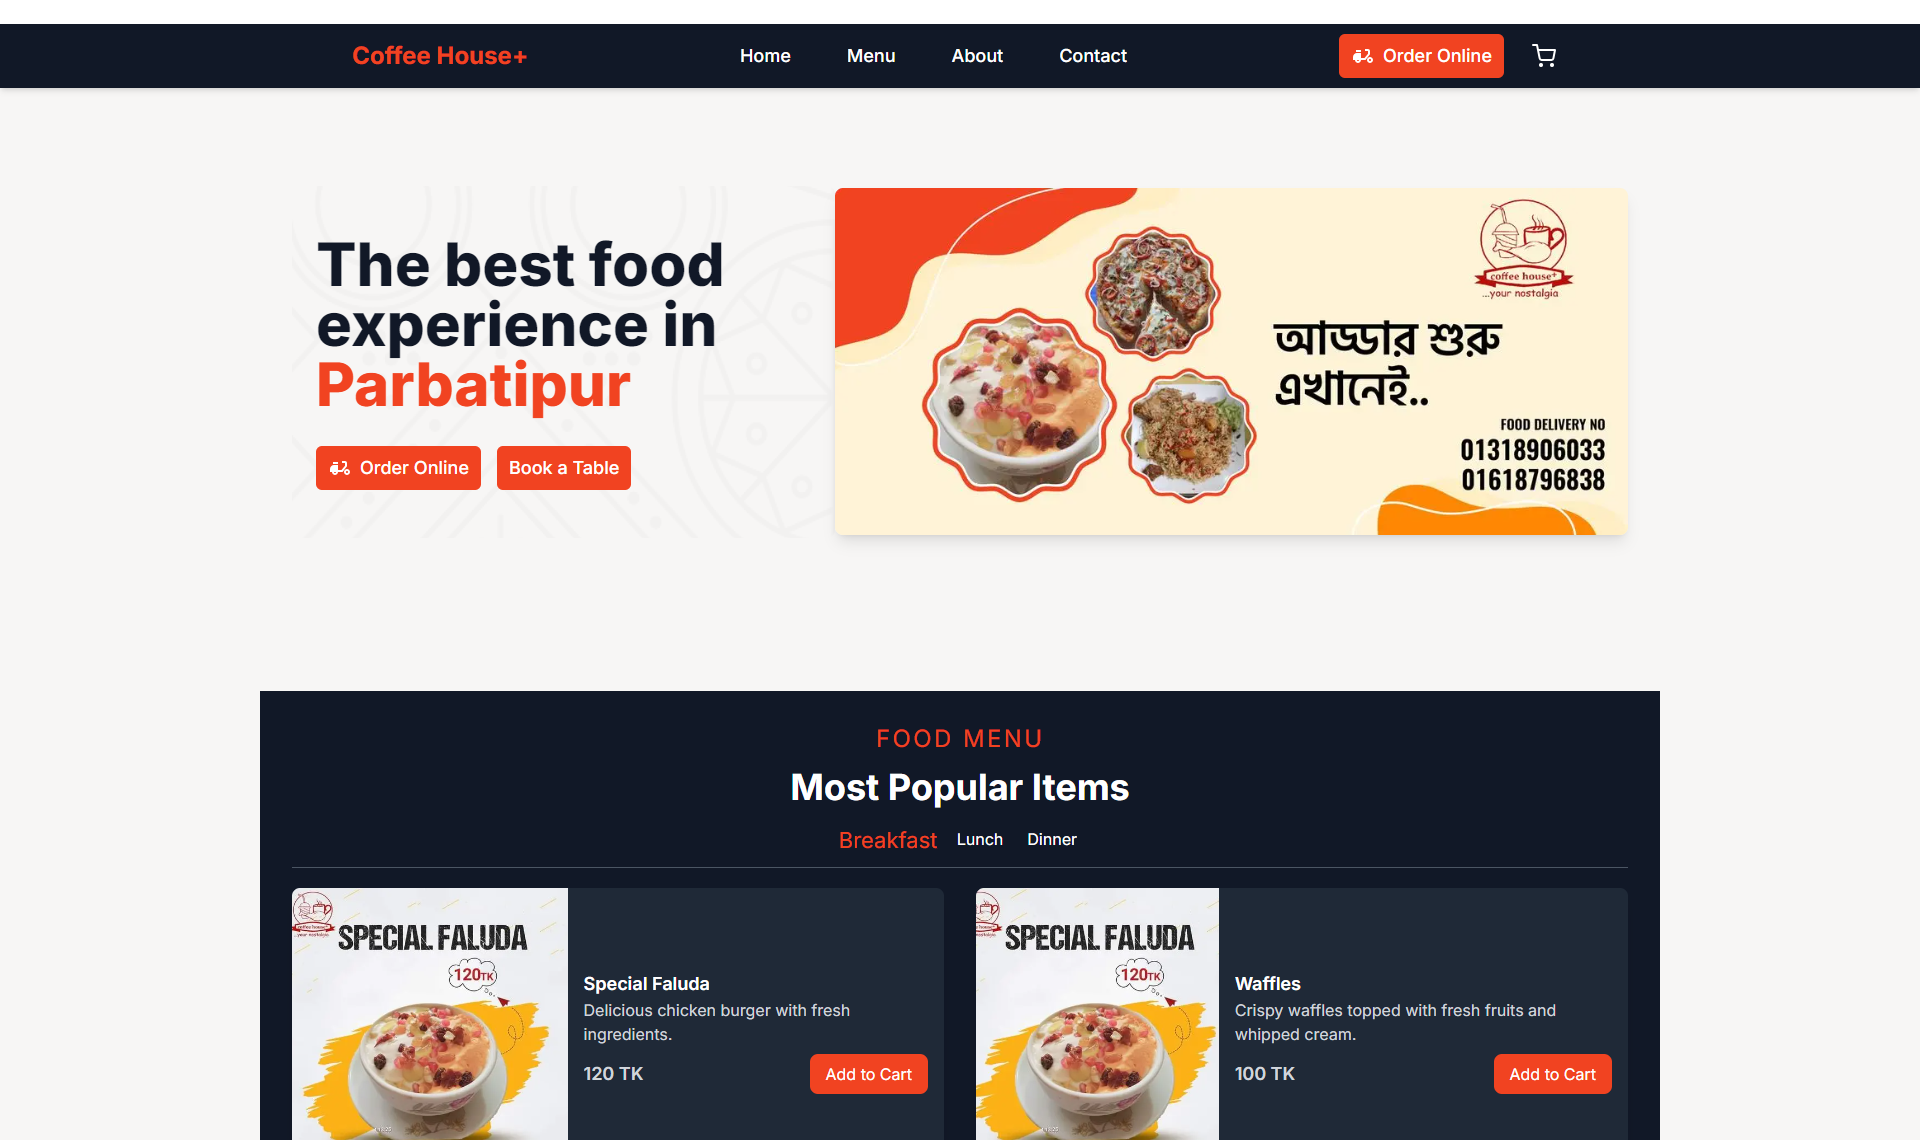 Coffee House+
Home
Menu
About
Contact
Order Online
The best food
experience in
Parbatipur
Order Online
Book a Table
coffee house+
...your nostalgia
আড্ডার শুরু
এখানেই..
FOOD DELIVERY NO
01318906033
01618796838
FOOD MENU
Most Popular Items
Breakfast
Lunch
Dinner
SPECIAL FALUDA
120TK
Special Faluda
Delicious chicken burger with fresh
ingredients.
120 TK
Add to Cart
SPECIAL FALUDA
120TK
Waffles
Crispy waffles topped with fresh fruits and
whipped cream.
100 TK
Add to Cart